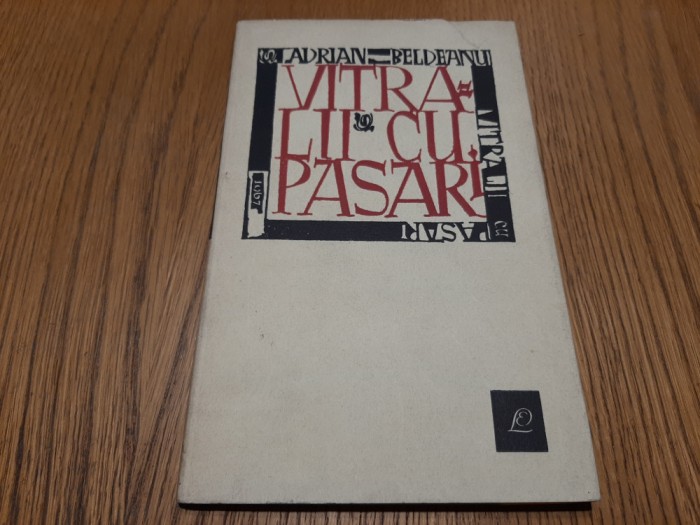 ADRIAN BELDEANU
VITRA-
LII CU
PASARI
VITRALII
CU
PASARI
1967